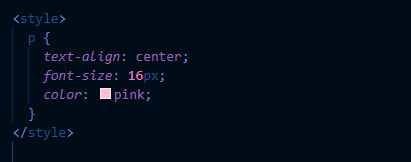 <style>
p {
text-align: center;
font-size: 16px;
color: pink;
}
</style>